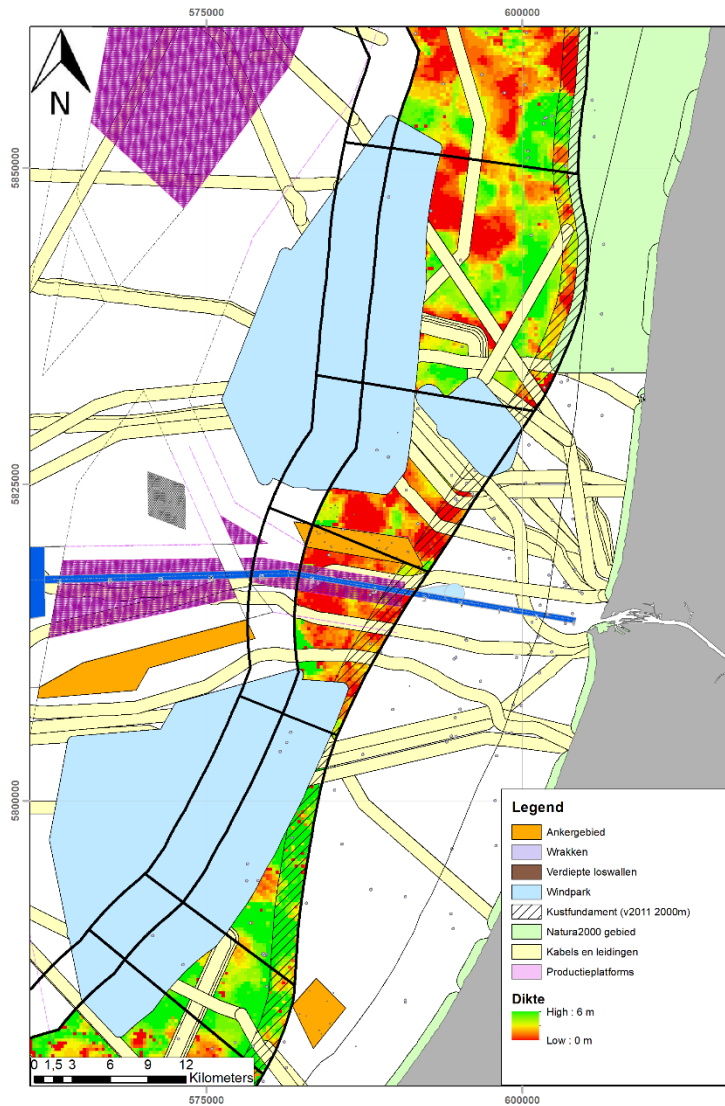 575000 600000
N
5850000
5825000
5800000
Legend
Ankergebied
Wrakken
Verdiepte loswallen
Windpark
Kustfundament (v2011 2000m)
Natura2000 gebied
Kabels en leidingen
Productieplatforms
Dikte
High : 6 m
Low : 0 m
0 1,5 3 6 9 12
Kilometers
575000 600000